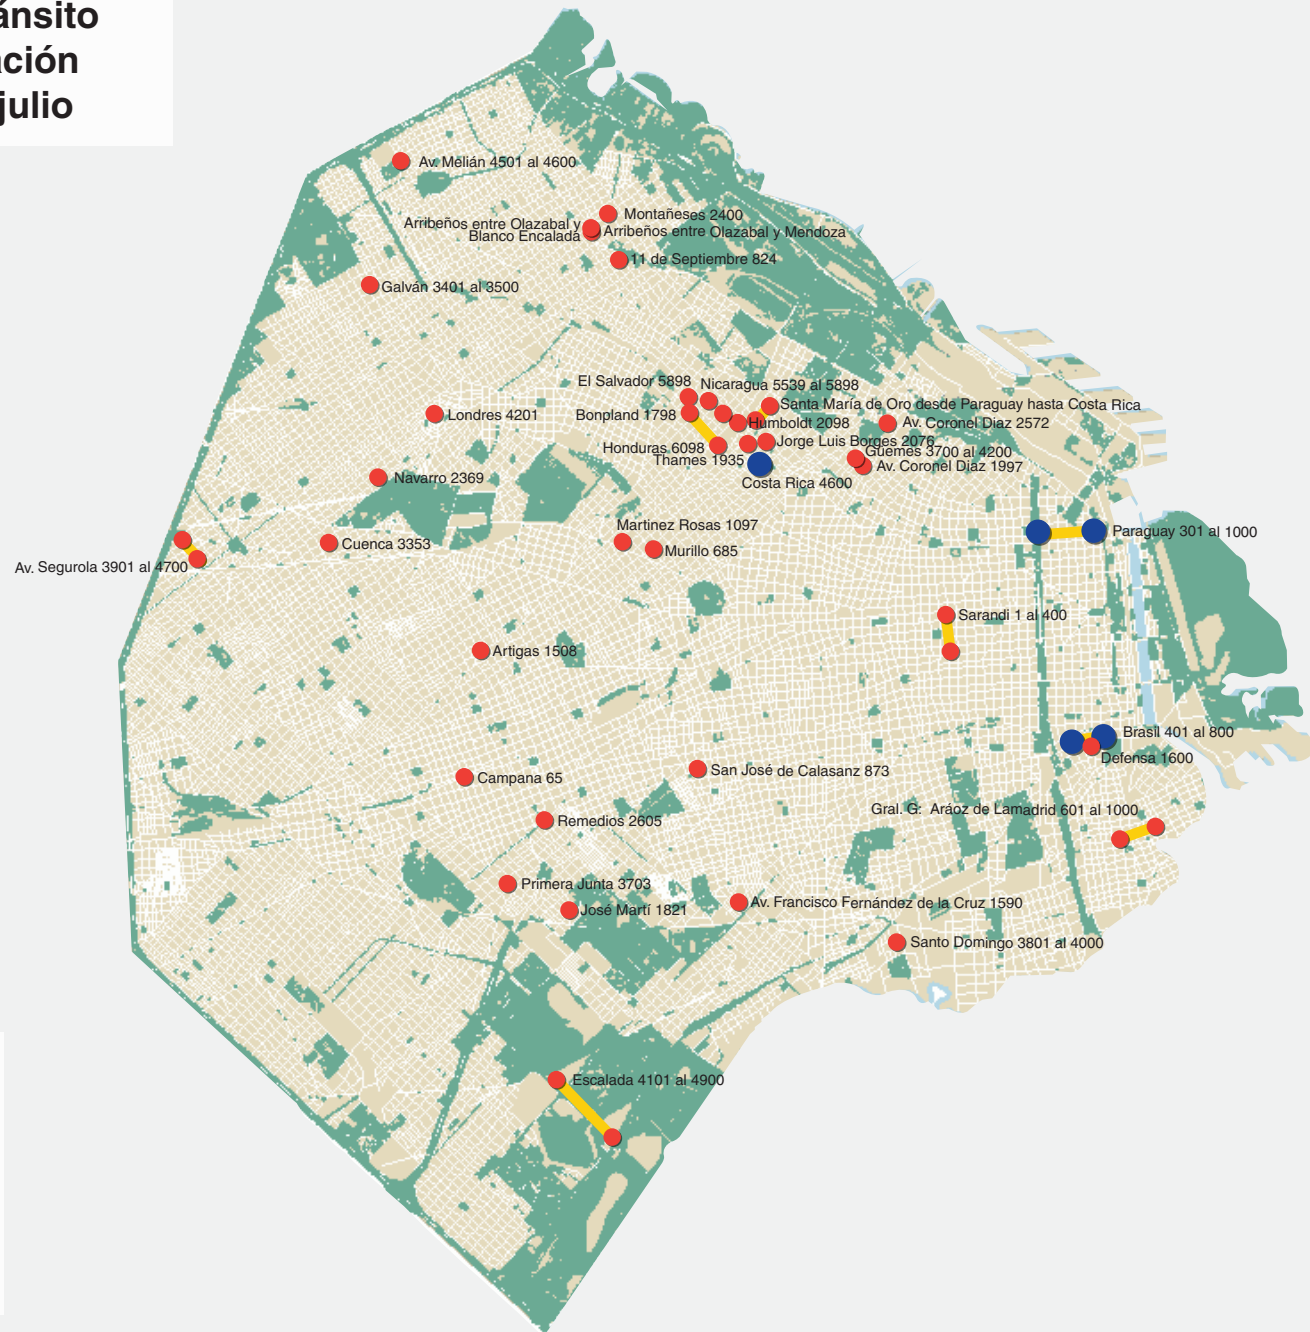 ánsito
ación
julio
Av. Melián 4501 al 4600
Montañeses 2400
Arribeños entre Olazabal y
Blanco Encalada
Arribeños entre Olazabal y Mendoza
11 de Septiembre 824
Galván 3401 al 3500
El Salvador 5898
Nicaragua 5539 al 5898
Santa María de Oro desde Paraguay hasta Costa Rica
Londres 4201
Bonpland 1798
Humboldt 2098
Av. Coronel Diaz 2572
Jorge Luis Borges 2076
Honduras 6098
Güemes 3700 al 4200
Thames 1935
Av. Coronel Diaz 1997
Navarro 2369
Costa Rica 4600
Martinez Rosas 1097
Paraguay 301 al 1000
Cuenca 3353
Murillo 685
Av. Segurola 3901 al 4700
Sarandi 1 al 400
Artigas 1508
Brasil 401 al 800
Defensa 1600
San José de Calasanz 873
Campana 65
Gral. G. Aráoz de Lamadrid 601 al 1000
Remedios 2605
Primera Junta 3703
Av. Francisco Fernández de la Cruz 1590
José Martí 1821
Santo Domingo 3801 al 4000
Escalada 4101 al 4900